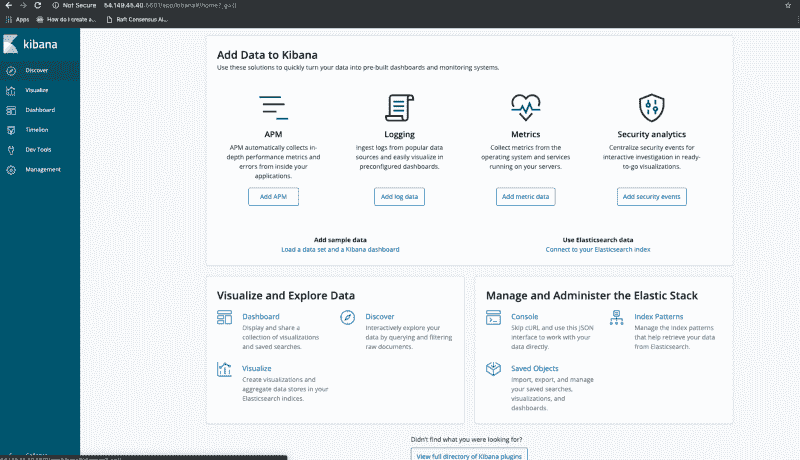 Not Secure 54.149.45.40:5601/app/kibana#/home?_g=()
Apps How do I create a... Raft Consensus Al...
kibana
Discover
Visualize
Dashboard
Timelion
Dev Tools
Management
Add Data to Kibana
Use these solutions to quickly turn your data into pre-built dashboards and monitoring systems.
APM
APM automatically collects in-
depth performance metrics and
errors from inside your
applications.
Add APM
Logging
Ingest logs from popular data
sources and easily visualize in
preconfigured dashboards.
Add log data
Metrics
Collect metrics from the
operating system and services
running on your servers.
Add metric data
Security analytics
Centralize security events for
interactive investigation in ready-
to-go visualizations.
Add security events
Add sample data
Load a data set and a Kibana dashboard
Use Elasticsearch data
Connect to your Elasticsearch index
Visualize and Explore Data
Dashboard
Display and share a
collection of visualizations
and saved searches.
Discover
Interactively explore your
data by querying and filtering
raw documents.
Visualize
Create visualizations and
aggregate data stores in your
Elasticsearch indices.
Manage and Administer the Elastic Stack
Console
Skip cURL and use this JSON
interface to work with your
data directly.
Index Patterns
Manage the index patterns
that help retrieve your data
from Elasticsearch.
Saved Objects
Import, export, and manage
your saved searches,
visualizations, and
dashboards.
Didn't find what you were looking for?
View full directory of Kibana plugins